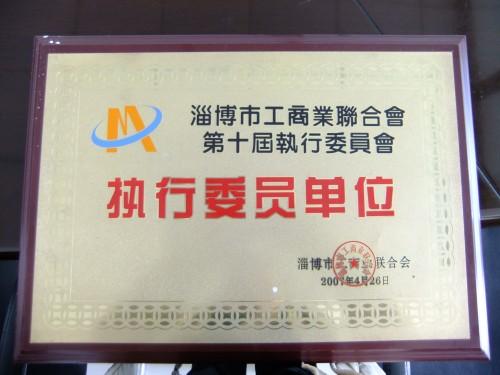 淄博市工商業聯合會
第十屆執行委員會
执行委员单位
淄博市工商业联合会
2007年4月26日